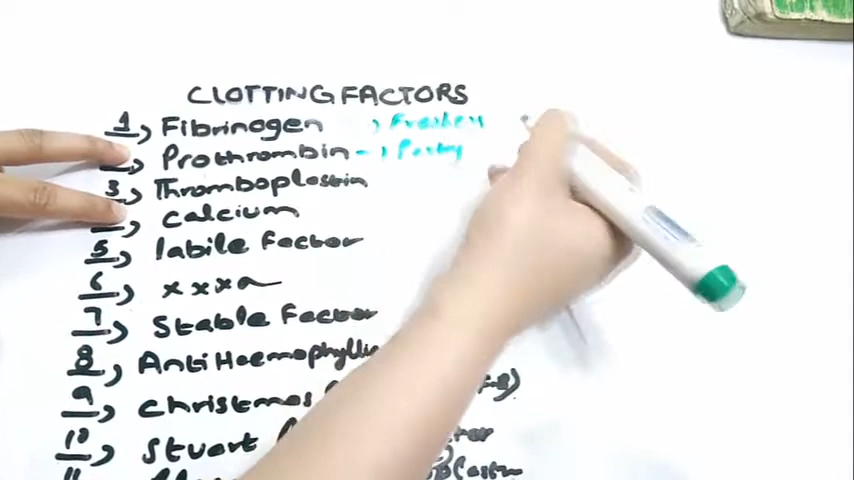 CLOTTING FACTORS
1) Fibrinogen → Freshers
) Prothrombin → Party
3) Thromboplastin
) calcium
5) labile Factor
6) xxxx
7) Stable Factor
8) AntiHaemophyllic
9) christmas
10) Stuart
11